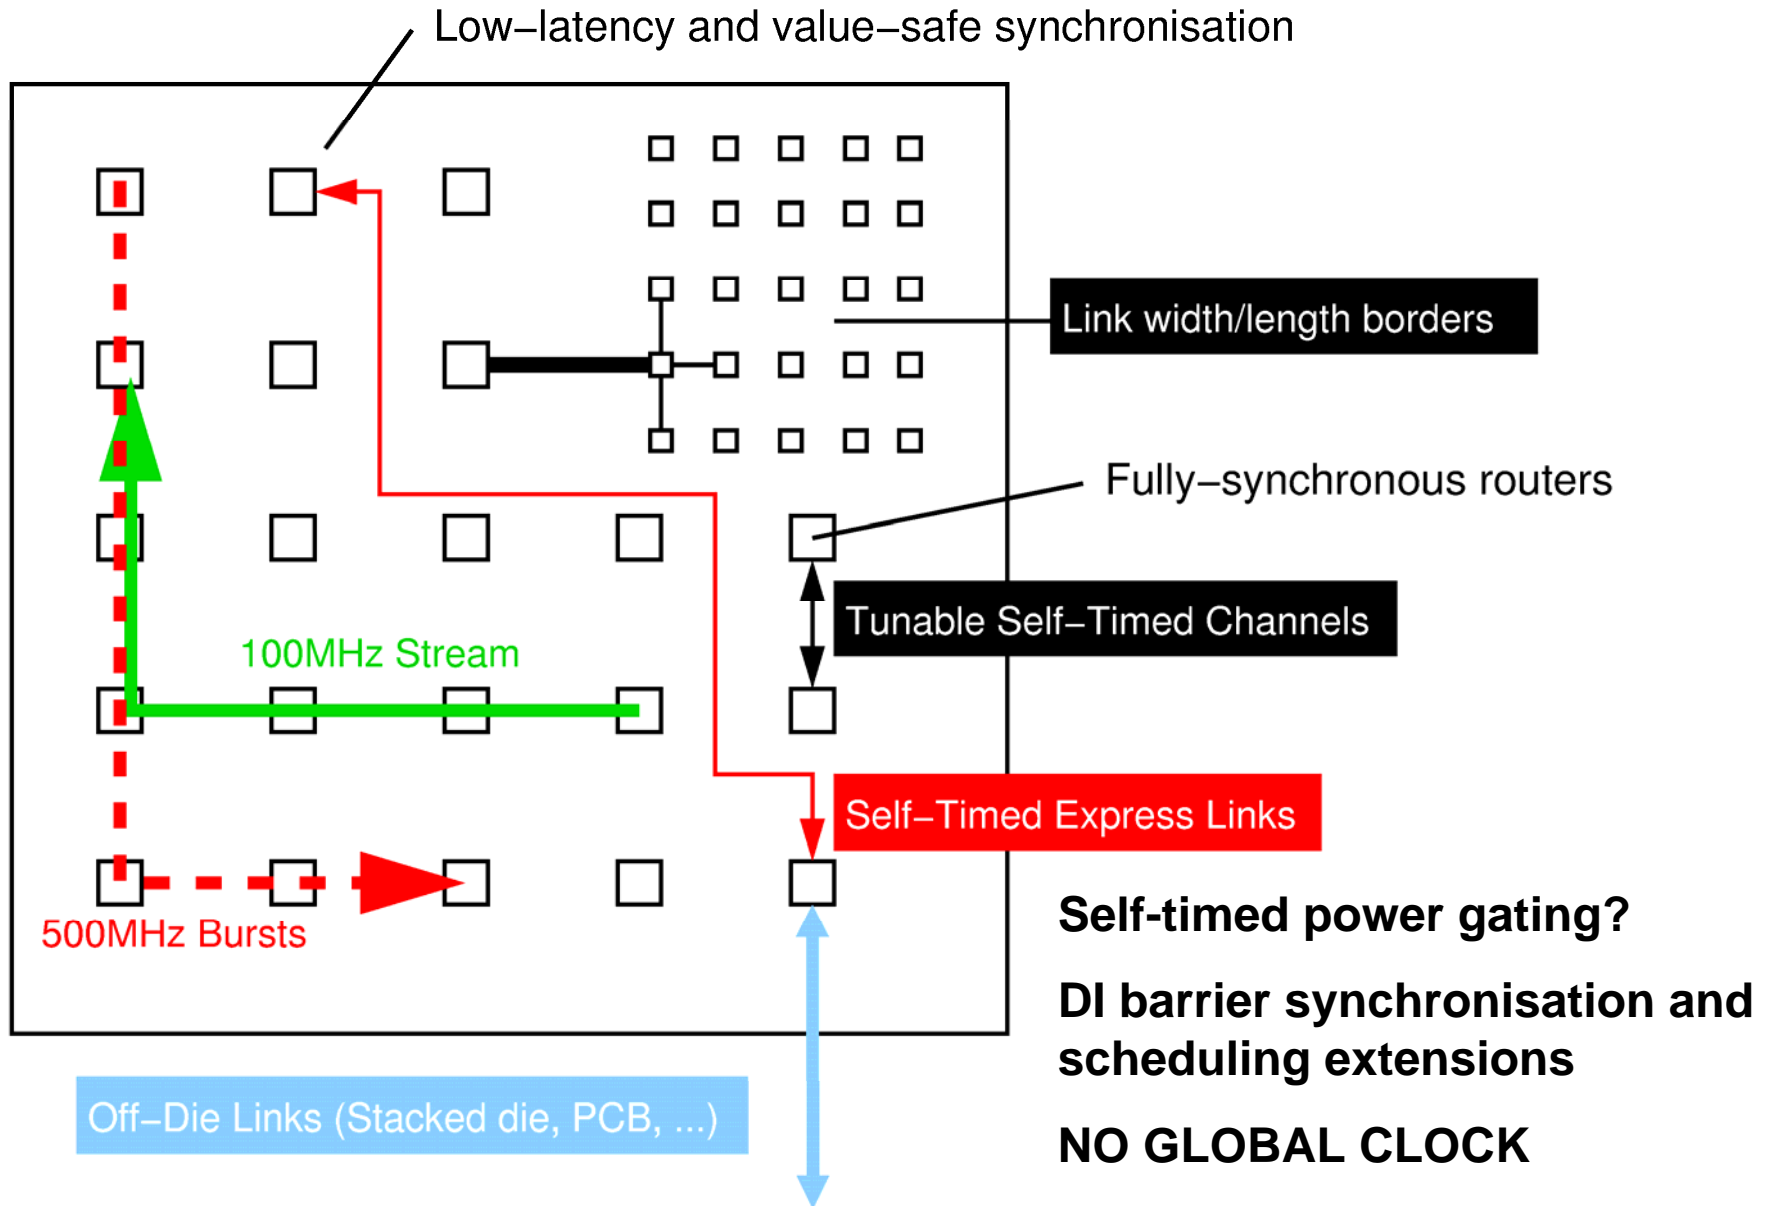 Low−latency and value−safe synchronisation
Link width/length borders
Fully−synchronous routers
Tunable Self−Timed Channels
100MHz Stream
Self−Timed Express Links
500MHz Bursts
Self-timed power gating?
DI barrier synchronisation and
scheduling extensions
Off−Die Links (Stacked die, PCB, ...)
NO GLOBAL CLOCK